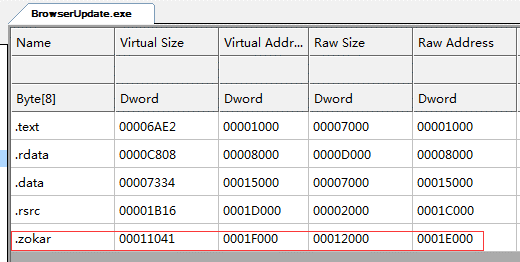 BrowserUpdate.exe
Name Virtual Size Virtual Addr... Raw Size Raw Address
Byte[8] Dword Dword Dword Dword
.text 00006AE2 00001000 00007000 00001000
.rdata 0000C808 00008000 0000D000 00008000
.data 00007334 00015000 00007000 00015000
.rsrc 00001B16 0001D000 00002000 0001C000
.zokar 00011041 0001F000 00012000 0001E000